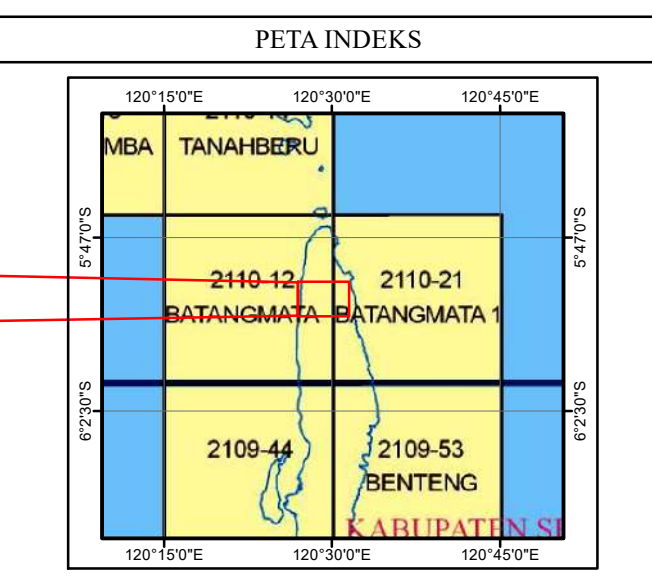 PETA INDEKS
120°15'0"E 120°30'0"E 120°45'0"E
MBA TANAHBERU
5°47'0"S 5°47'0"S
2110-12 2110-21
BATANGMATA BATANGMATA 1
6°2'30"S 6°2'30"S
2109-44 2109-53
BENTENG
KABUPATEN
120°15'0"E 120°30'0"E 120°45'0"E